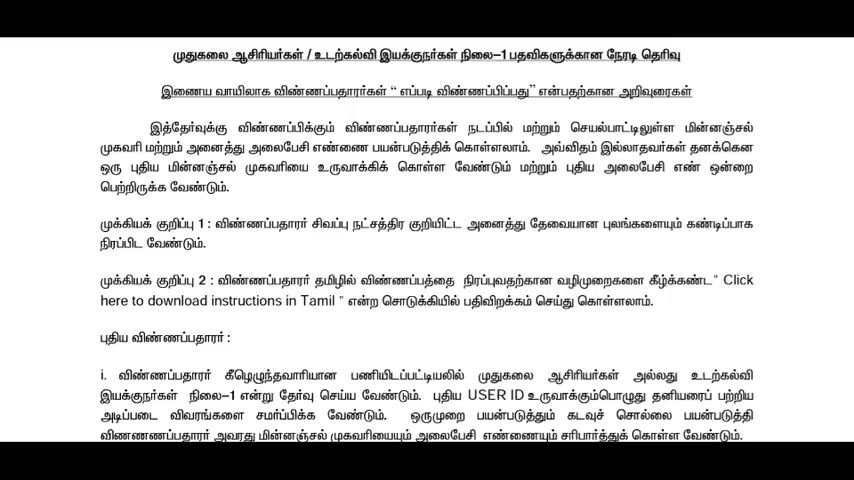 முதுகலை ஆசிரியர்கள் / உடற்கல்வி இயக்குநர்கள் நிலை–1 பதவிகளுக்கான நேரடி தெரிவு
இணைய வாயிலாக விண்ணப்பதாரர்கள் “ எப்படி விண்ணப்பிப்பது” என்பதற்கான அறிவுரைகள்
இத்தேர்வுக்கு விண்ணப்பிக்கும் விண்ணப்பதாரர்கள் நடப்பில் மற்றும் செயல்பாட்டிலுள்ள மின்னஞ்சல்
முகவரி மற்றும் அனைத்து அலைபேசி எண்ணை பயன்படுத்திக் கொள்ளலாம். அவ்விதம் இல்லாதவர்கள் தனக்கென
ஒரு புதிய மின்னஞ்சல் முகவரியை உருவாக்கிக் கொள்ள வேண்டும் மற்றும் புதிய அலைபேசி எண் ஒன்றை
பெற்றிருக்க வேண்டும்.
முக்கியக் குறிப்பு 1 : விண்ணப்பதாரர் சிவப்பு நட்சத்திர குறியிட்ட அனைத்து தேவையான புலங்களையும் கண்டிப்பாக
நிரப்பிட வேண்டும்.
முக்கியக் குறிப்பு 2 : விண்ணப்பதாரர் தமிழில் விண்ணப்பத்தை நிரப்புவதற்கான வழிமுறைகளை கீழ்க்கண்ட" Click
here to download instructions in Tamil " என்ற சொடுக்கியில் பதிவிறக்கம் செய்து கொள்ளலாம்.
புதிய விண்ணப்பதாரர் :
i. விண்ணப்பதாரர் கீழெழுந்தவாரியான பணியிடப்பட்டியலில் முதுகலை ஆசிரியர்கள் அல்லது உடற்கல்வி
இயக்குநர்கள் நிலை–1 என்று தேர்வு செய்ய வேண்டும். புதிய USER ID உருவாக்கும்பொழுது தனியரைப் பற்றிய
அடிப்படை விவரங்களை சமர்ப்பிக்க வேண்டும். ஒருமுறை பயன்படுத்தும் கடவுச் சொல்லை பயன்படுத்தி
விணணணப்பதாரர் அவரது மின்னஞ்சல் முகவரியையும் அலைபேசி எண்ணையும் சரிபார்த்துக் கொள்ள வேண்டும்.